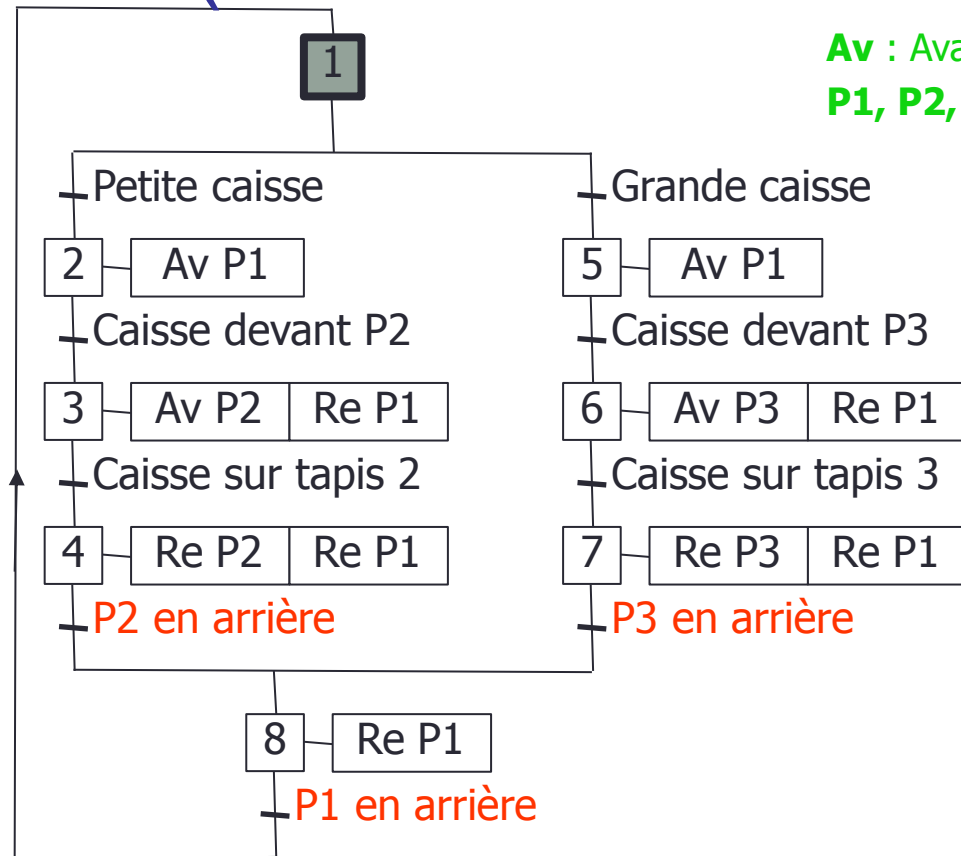 1
Av : Ava
P1, P2,
Petite caisse
Grande caisse
2 Av P1
5 Av P1
Caisse devant P2
Caisse devant P3
3 Av P2 Re P1
6 Av P3 Re P1
Caisse sur tapis 2
Caisse sur tapis 3
4 Re P2 Re P1
7 Re P3 Re P1
P2 en arrière
P3 en arrière
8 Re P1
P1 en arrière